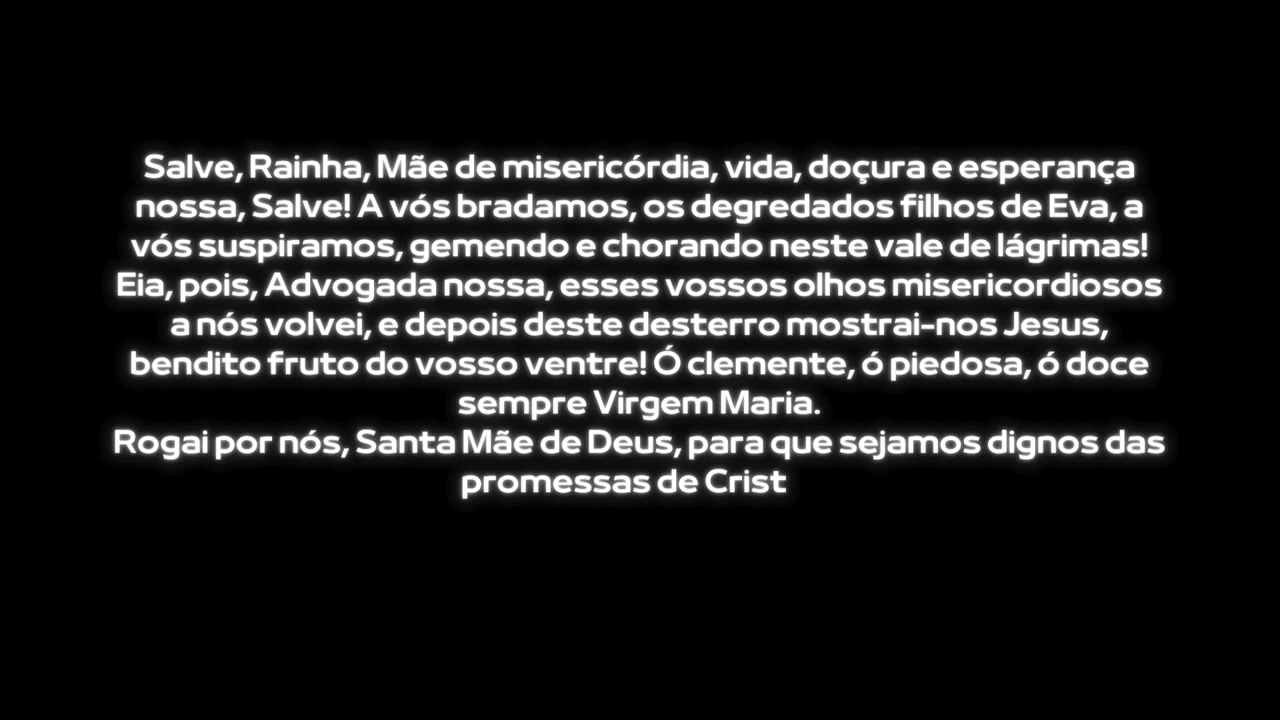 Salve, Rainha, Mãe de misericórdia, vida, doçura e esperança
nossa, Salve! A vós bradamos, os degredados filhos de Eva, a
vós suspiramos, gemendo e chorando neste vale de lágrimas!
Eia, pois, Advogada nossa, esses vossos olhos misericordiosos
a nós volvei, e depois deste desterro mostrai-nos Jesus,
bendito fruto do vosso ventre! Ó clemente, ó piedosa, ó doce
sempre Virgem Maria.
Rogai por nós, Santa Mãe de Deus, para que sejamos dignos das
promessas de Crist